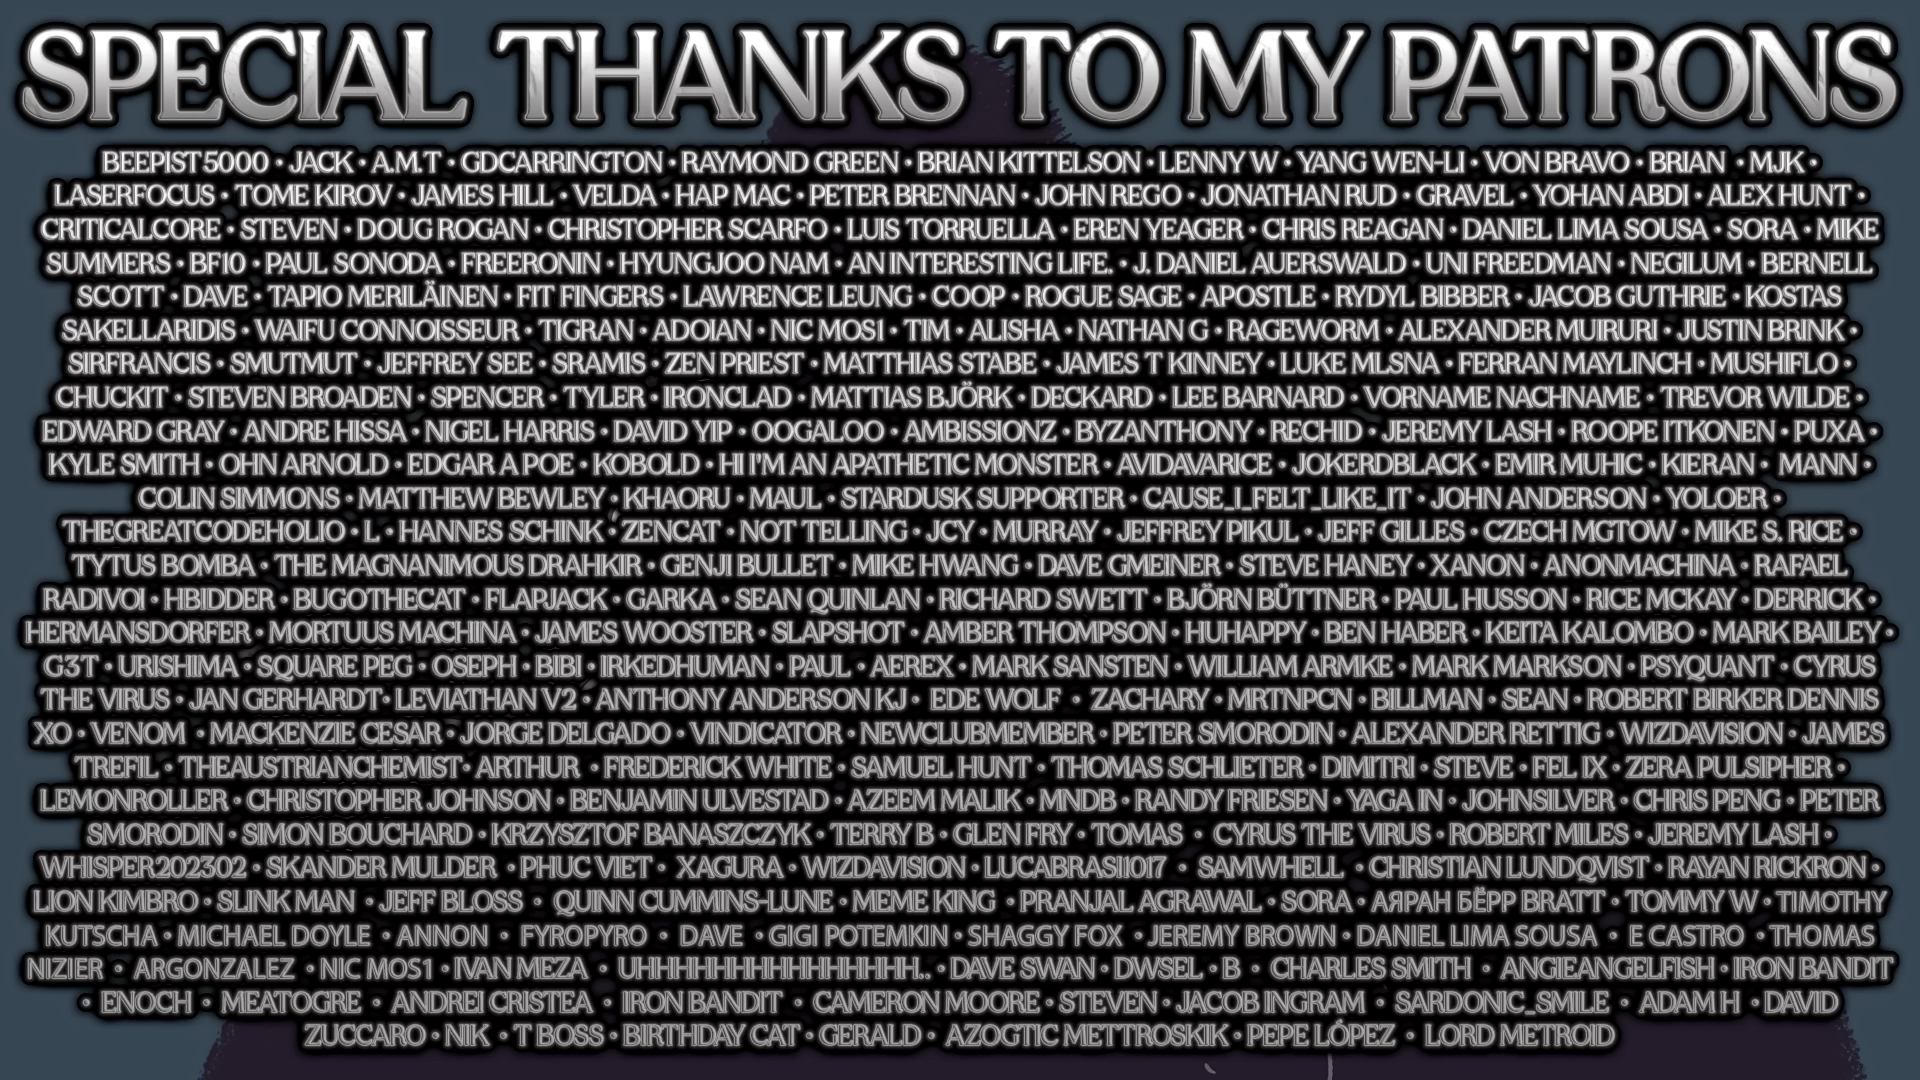 SPECIAL THANKS TO MY PATRONS
BEEPIST5000 • JACK • A.M.T • GDCARRINGTON • RAYMOND GREEN • BRIAN KITTELSON • LENNY W • YANG WEN-LI • VON BRAVO • BRIAN • MJK •
LASERFOCUS • TOME KIROV • JAMES HILL • VELDA • HAP MAC • PETER BRENNAN • JOHN REGO • JONATHAN RUD • GRAVEL • YOHAN ABDI • ALEX HUNT •
CRITICALCORE • STEVEN • DOUG ROGAN • CHRISTOPHER SCARFO • LUIS TORRUELLA • EREN YEAGER • CHRIS REAGAN • DANIEL LIMA SOUSA • SORA • MIKE
SUMMERS • BF10 • PAUL SONODA • FREERONIN • HYUNGJOO NAM • AN INTERESTING LIFE. • J. DANIEL AUERSWALD • UNI FREEDMAN • NEGILUM • BERNELL
SCOTT • DAVE • TAPIO MERILÄINEN • FIT FINGERS • LAWRENCE LEUNG • COOP • ROGUE SAGE • APOSTLE • RYDYL BIBBER • JACOB GUTHRIE • KOSTAS
SAKELLARIDIS • WAIFU CONNOISSEUR • TIGRAN • ADOIAN • NIC MOS1 • TIM • ALISHA • NATHAN G • RAGEWORM • ALEXANDER MUIRURI • JUSTIN BRINK •
SIRFRANCIS • SMUTMUT • JEFFREY SEE • SRAMIS • ZEN PRIEST • MATTHIAS STABE • JAMES T KINNEY • LUKE MLSNA • FERRAN MAYLINCH • MUSHIFLO •
CHUCKIT • STEVEN BROADEN • SPENCER • TYLER • IRONCLAD • MATTIAS BJÖRK • DECKARD • LEE BARNARD • VORNAME NACHNAME • TREVOR WILDE •
EDWARD GRAY • ANDRE HISSA • NIGEL HARRIS • DAVID YIP • OOGALOO • AMBISSIONZ • BYZANTHONY • RECHID • JEREMY LASH • ROOPE ITKONEN • PUXA •
KYLE SMITH • OHN ARNOLD • EDGAR A POE • KOBOLD • HI I'M AN APATHETIC MONSTER • AVIDAVARICE • JOKERDBLACK • EMIR MUHIC • KIERAN • MANN •
COLIN SIMMONS • MATTHEW BEWLEY • KHAORU • MAUL • STARDUSK SUPPORTER • CAUSE_I_FELT_LIKE_IT • JOHN ANDERSON • YOLOER •
THEGREATCODEHOLIO • L • HANNES SCHINK • ZENCAT • NOT TELLING • JCY • MURRAY • JEFFREY PIKUL • JEFF GILLES • CZECH MGTOW • MIKE S. RICE •
TYTUS BOMBA • THE MAGNANIMOUS DRAHKIR • GENJI BULLET • MIKE HWANG • DAVE GMEINER • STEVE HANEY • XANON • ANONMACHINA • RAFAEL
RADIVOI • HBIDDER • BUGOTHECAT • FLAPJACK • GARKA • SEAN QUINLAN • RICHARD SWETT • BJÖRN BÜTTNER • PAUL HUSSON • RICE MCKAY • DERRICK •
HERMANSDORFER • MORTUUS MACHINA • JAMES WOOSTER • SLAPSHOT • AMBER THOMPSON • HUHAPPY • BEN HABER • KEITA KALOMBO • MARK BAILEY •
G3T • URISHIMA • SQUARE PEG • OSEPH • BIBI • IRKEDHUMAN • PAUL • AEREX • MARK SANSTEN • WILLIAM ARMKE • MARK MARKSON • PSYQUANT • CYRUS
THE VIRUS • JAN GERHARDT • LEVIATHAN V2 • ANTHONY ANDERSON KJ • EDE WOLF • ZACHARY • MRTNPCN • BILLMAN • SEAN • ROBERT BIRKER DENNIS
XO • VENOM • MACKENZIE CESAR • JORGE DELGADO • VINDICATOR • NEWCLUBMEMBER • PETER SMORODIN • ALEXANDER RETTIG • WIZDAVISION • JAMES
TREFIL • THEAUSTRIANCHEMIST • ARTHUR • FREDERICK WHITE • SAMUEL HUNT • THOMAS SCHLIETER • DIMITRI • STEVE • FEL IX • ZERA PULSIPHER •
LEMONROLLER • CHRISTOPHER JOHNSON • BENJAMIN ULVESTAD • AZEEM MALIK • MNDB • RANDY FRIESEN • YAGA IN • JOHNSILVER • CHRIS PENG • PETER
SMORODIN • SIMON BOUCHARD • KRZYSZTOF BANASZCZYK • TERRY B • GLEN FRY • TOMAS • CYRUS THE VIRUS • ROBERT MILES • JEREMY LASH •
WHISPER202302 • SKANDER MULDER • PHUC VIET • XAGURA • WIZDAVISION • LUCABRASI1017 • SAMWHELL • CHRISTIAN LUNDQVIST • RAYAN RICKRON •
LION KIMBRO • SLINK MAN • JEFF BLOSS • QUINN CUMMINS-LUNE • MEME KING • PRANJAL AGRAWAL • SORA • АЯРАН БЁРР BRATT • TOMMY W • TIMOTHY
KUTSCHA • MICHAEL DOYLE • ANNON • FYROPYRO • DAVE • GIGI POTEMKIN • SHAGGY FOX • JEREMY BROWN • DANIEL LIMA SOUSA • E CASTRO • THOMAS
NIZIER • ARGONZALEZ • NIC MOS1 • IVAN MEZA • UHHHHHHHHHHHHHHHH.. • DAVE SWAN • DWSEL • B • CHARLES SMITH • ANGIEANGELFISH • IRON BANDIT
• ENOCH • MEATOGRE • ANDREI CRISTEA • IRON BANDIT • CAMERON MOORE • STEVEN • JACOB INGRAM • SARDONIC_SMILE • ADAM H • DAVID
ZUCCARO • NIK • T BOSS • BIRTHDAY CAT • GERALD • AZOGTIC METTROSKIK • PEPE LÓPEZ • LORD METROID